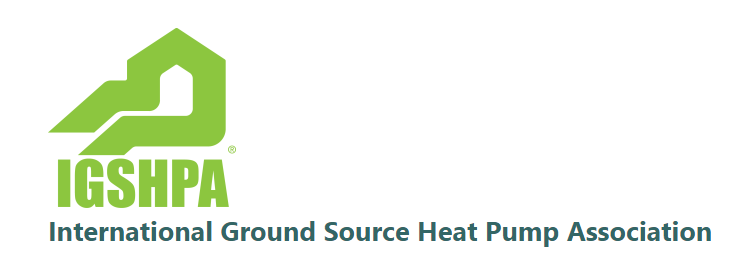 ®
IGSHPA
International Ground Source Heat Pump Association